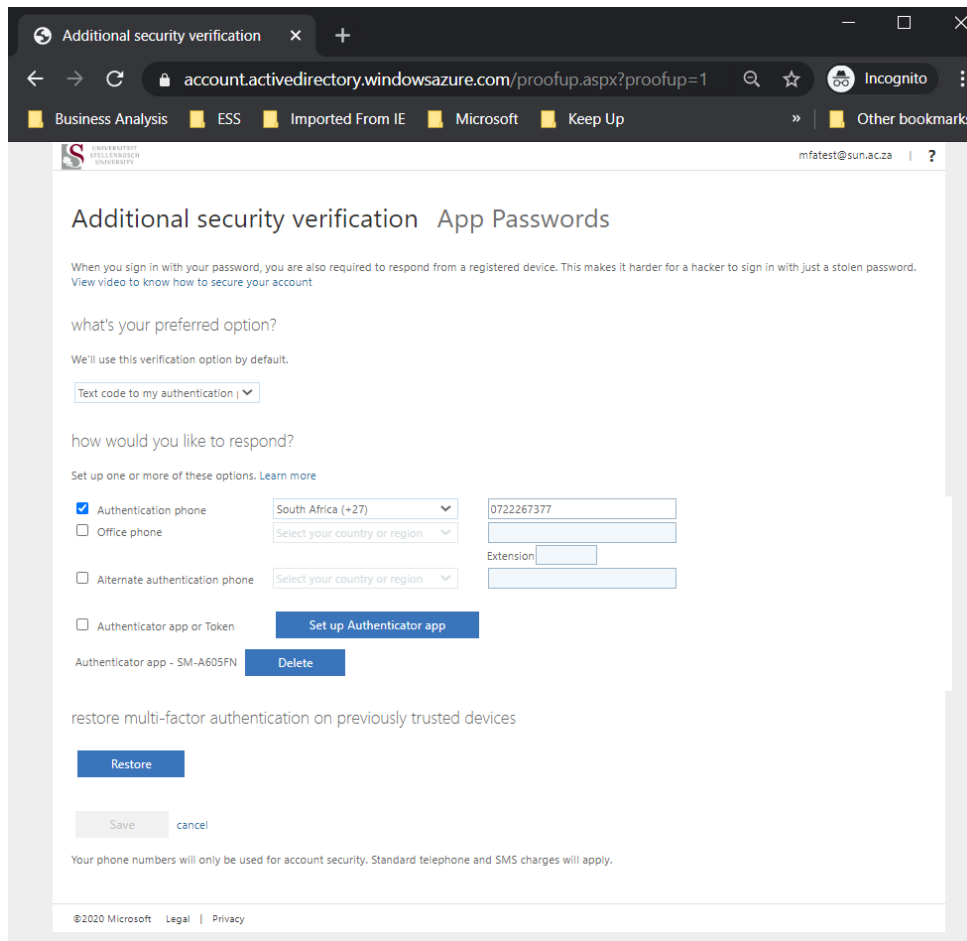 Additional security verification
account.activedirectory.windowsazure.com/proofup.aspx?proofup=1 Incognito
Business Analysis ESS Imported From IE Microsoft Keep Up » Other bookmarks
UNIVERSITEIT
STELLENBOSCH
UNIVERSITY
mfatest@sun.ac.za | ?
Additional security verification App Passwords
When you sign in with your password, you are also required to respond from a registered device. This makes it harder for a hacker to sign in with just a stolen password.
View video to know how to secure your account
what's your preferred option?
We'll use this verification option by default.
Text code to my authentication p
how would you like to respond?
Set up one or more of these options. Learn more
Authentication phone South Africa (+27) 0722267377
Office phone Select your country or region
Extension
Alternate authentication phone Select your country or region
Authenticator app or Token Set up Authenticator app
Authenticator app - SM-A605FN Delete
restore multi-factor authentication on previously trusted devices
Restore
Save cancel
Your phone numbers will only be used for account security. Standard telephone and SMS charges will apply.
©2020 Microsoft Legal | Privacy